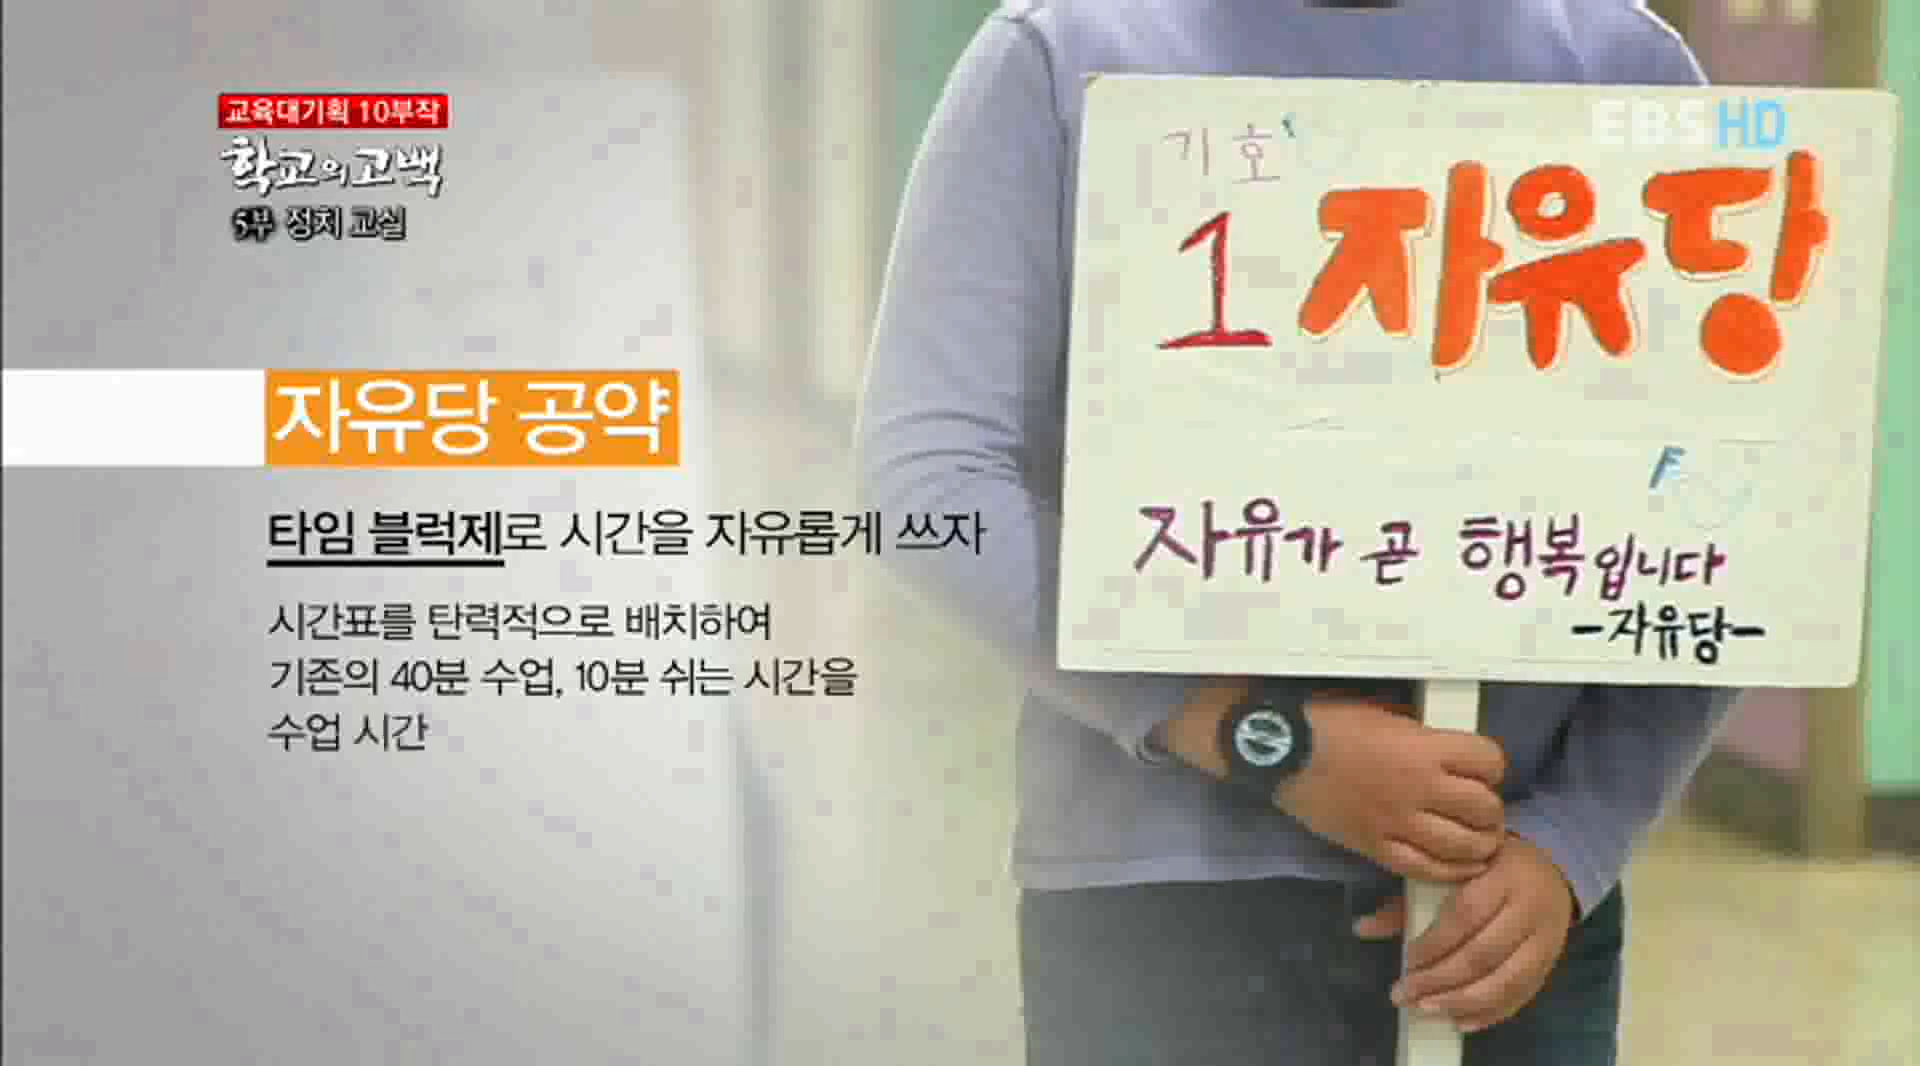 교육대기획 10부작
학교의 고백
5부 정치 교실
EBS HD
자유당 공약
타임 블럭제로 시간을 자유롭게 쓰자
시간표를 탄력적으로 배치하여
기존의 40분 수업, 10분 쉬는 시간을
수업 시간
기호
1 자유당
F
자유가 곧 행복입니다
-자유당-